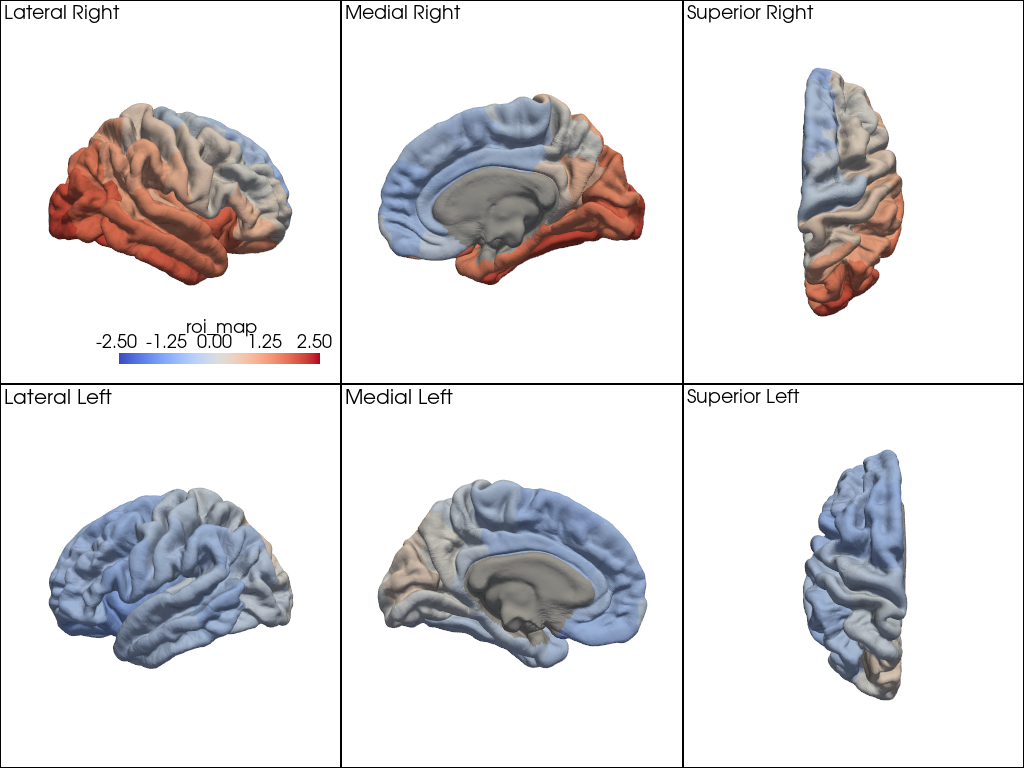 Lateral Right
Medial Right
Superior Right
roi_map
-2.50 -1.25 0.00 1.25 2.50
Lateral Left
Medial Left
Superior Left